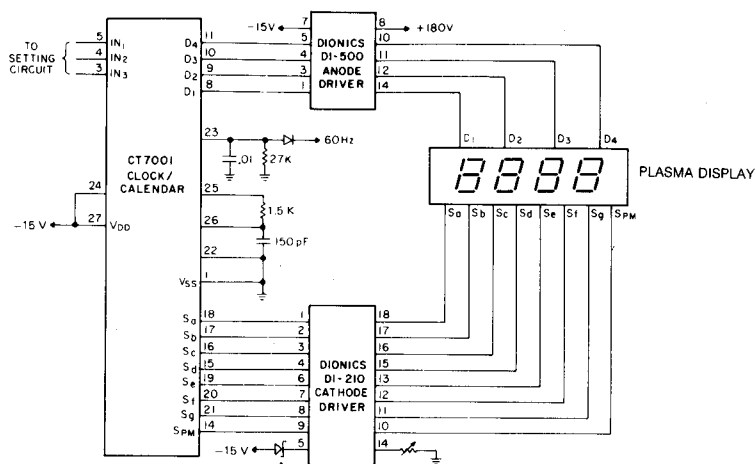 TO
SETTING
CIRCUIT
5 IN1
4 IN2
3 IN3
D4 11
D3 10
D2 9
D1 8
CT7001
CLOCK/
CALENDAR
24
-15 V
27 VDD
23
.01
27K
60Hz
25
1.5 K
26
150 pF
22
VSS 1
Sa 18
Sb 17
Sc 16
Sd 15
Se 19
Sf 20
Sg 21
SPM 14
-15V 7
8 +180V
5
4
3
1
DIONICS
DI-500
ANODE
DRIVER
10
11
12
14
D1 D2 D3 D4
8888
PLASMA DISPLAY
Sa Sb Sc Sd Se Sf Sg SPM
1
2
3
4
6
7
8
9
-15 V 5
DIONICS
DI-210
CATHODE
DRIVER
18
17
16
15
13
12
11
10
14